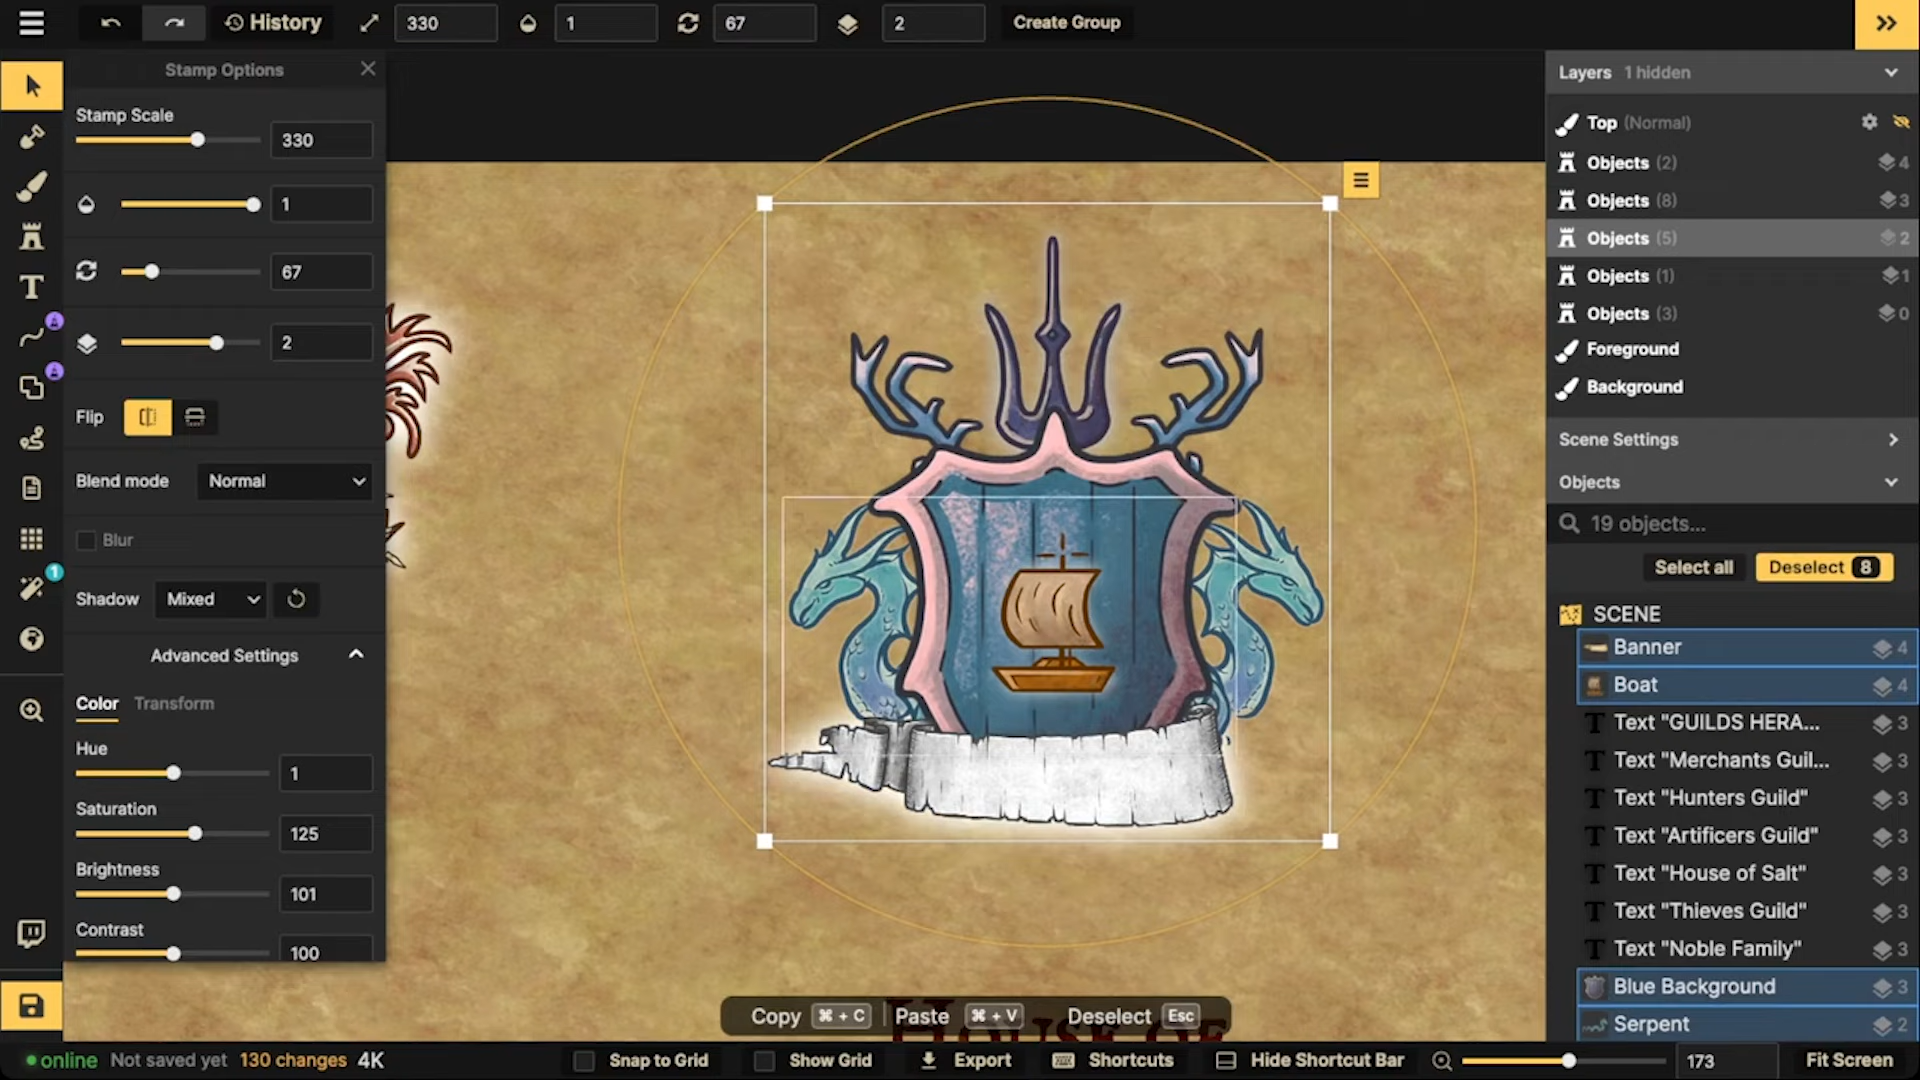 History
330
1
67
2
Create Group
Stamp Options
Stamp Scale
330
1
67
2
Flip
Blend mode
Normal
Blur
Shadow
Mixed
1
Advanced Settings
Color
Transform
Hue
1
Saturation
125
Brightness
101
Contrast
100
Layers 1 hidden
Top (Normal)
Objects (2) 4
Objects (8) 3
Objects (5) 2
Objects (1) 1
Objects (3) 0
Foreground
Background
Scene Settings
Objects
19 objects...
Select all
Deselect 8
SCENE
Banner 4
Boat 4
Text "GUILDS HERA... 3
Text "Merchants Guil... 3
Text "Hunters Guild" 3
Text "Artificers Guild" 3
Text "House of Salt" 3
Text "Thieves Guild" 3
Text "Noble Family" 3
Blue Background 3
Serpent 2
HOUSE OF
Copy ⌘ + C Paste ⌘ + V Deselect Esc
online Not saved yet 130 changes 4K
Snap to Grid
Show Grid
Export
Shortcuts
Hide Shortcut Bar
173
Fit Screen